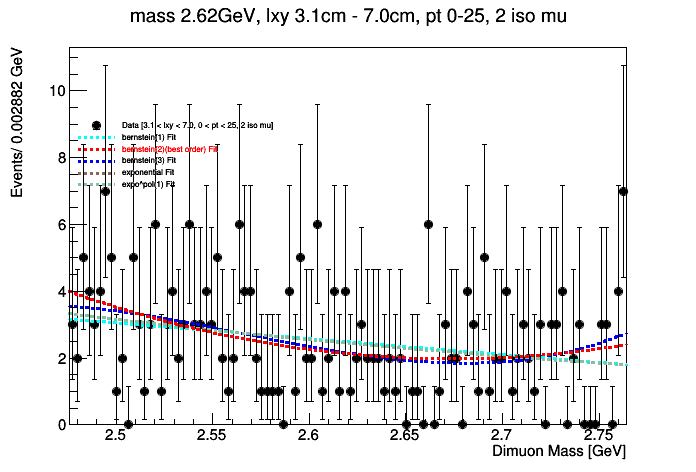 mass 2.62GeV, lxy 3.1cm - 7.0cm, pt 0-25, 2 iso mu
Events/ 0.002882 GeV
10
8
6
4
2
0
Data [3.1 < lxy < 7.0, 0 < pt < 25, 2 iso mu]
bernstein(1) Fit
bernstein(2)(best order) Fit
bernstein(3) Fit
exponential Fit
expo*pol(1) Fit
2.5 2.55 2.6 2.65 2.7 2.75
Dimuon Mass [GeV]